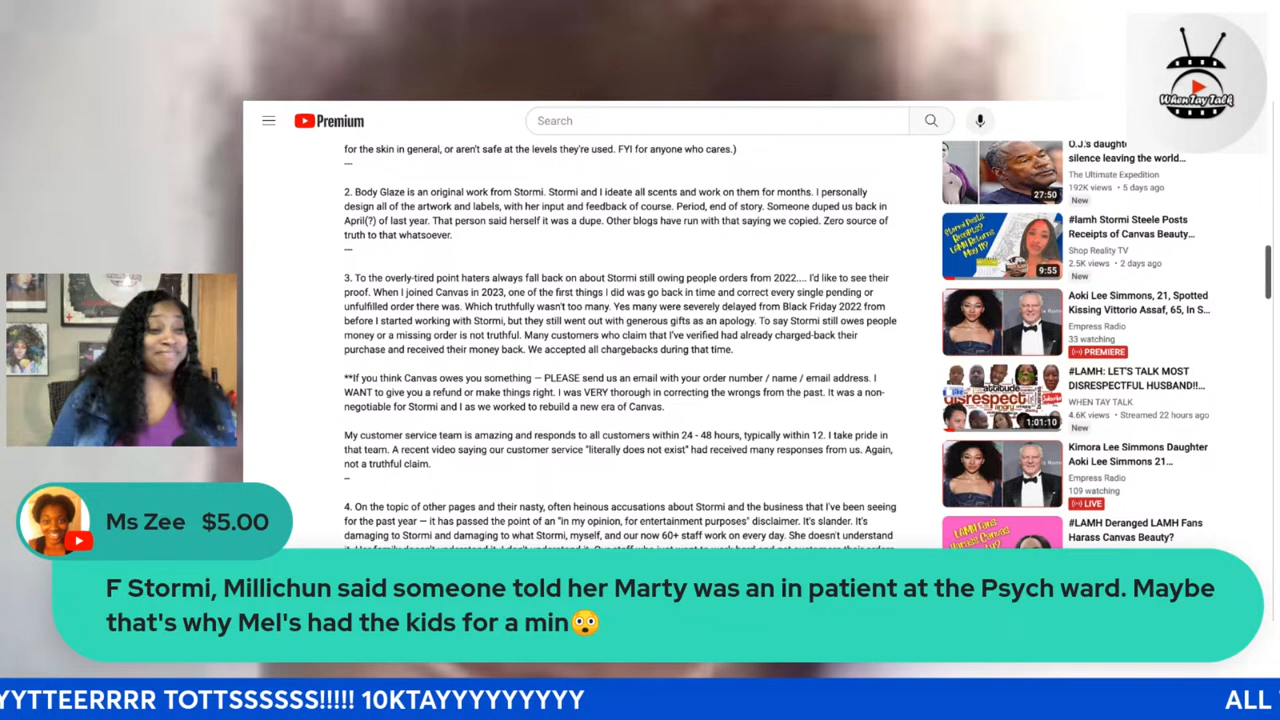 Premium
Search
When Tay Talk
for the skin in general, or aren't safe at the levels they're used. FYI for anyone who cares.)
---
2. Body Glaze is an original work from Stormi. Stormi and I ideate all scents and work on them for months. I personally
design all of the artwork and labels, with her input and feedback of course. Period, end of story. Someone duped us back in
April(?) of last year. That person said herself it was a dupe. Other blogs have run with that saying we copied. Zero source of
truth to that whatsoever.
---
3. To the overly-tired point haters always fall back on about Stormi still owing people orders from 2022.... I'd like to see their
proof. When I joined Canvas in 2023, one of the first things I did was go back in time and correct every single pending or
unfulfilled order there was. Which truthfully wasn't too many. Yes many were severely delayed from Black Friday 2022 from
before I started working with Stormi, but they still went out with generous gifts as an apology. To say Stormi still owes people
money or a missing order is not truthful. Many customers who claim that I've verified had already charged-back their
purchase and received their money back. We accepted all chargebacks during that time.
**If you think Canvas owes you something — PLEASE send us an email with your order number / name / email address. I
WANT to give you a refund or make things right. I was VERY thorough in correcting the wrongs from the past. It was a non-
negotiable for Stormi and I as we worked to rebuild a new era of Canvas.
My customer service team is amazing and responds to all customers within 24 - 48 hours, typically within 12. I take pride in
that team. A recent video saying our customer service "literally does not exist" had received many responses from us. Again,
not a truthful claim.
--
4. On the topic of other pages and their nasty, often heinous accusations about Stormi and the business that I've been seeing
for the past year — it has passed the point of an "in my opinion, for entertainment purposes" disclaimer. It's slander. It's
damaging to Stormi and damaging to what Stormi, myself, and our now 60+ staff work on every day. She doesn't understand
O.J.'s daught
silence leaving the world...
The Ultimate Expedition
192K views • 5 days ago
New
27:50
#lamh Stormi Steele Posts
Receipts of Canvas Beauty...
Shop Reality TV
2.5K views • 2 days ago
New
9:55
Aoki Lee Simmons, 21, Spotted
Kissing Vittorio Assaf, 65, In S...
Empress Radio
33 watching
PREMIERE
#LAMH: LET'S TALK MOST
DISRESPECTFUL HUSBAND!!...
WHEN TAY TALK
4.6K views • Streamed 22 hours ago
New
1:01:10
Kimora Lee Simmons Daughter
Aoki Lee Simmons 21...
Empress Radio
109 watching
LIVE
#LAMH Deranged LAMH Fans
Harass Canvas Beauty?
Ms Zee $5.00
F Stormi, Millichun said someone told her Marty was an in patient at the Psych ward. Maybe
that's why Mel's had the kids for a min😳
YYTTEERRRR TOTTSSSSSS!!!!! 10KTAYYYYYYYYY
ALL